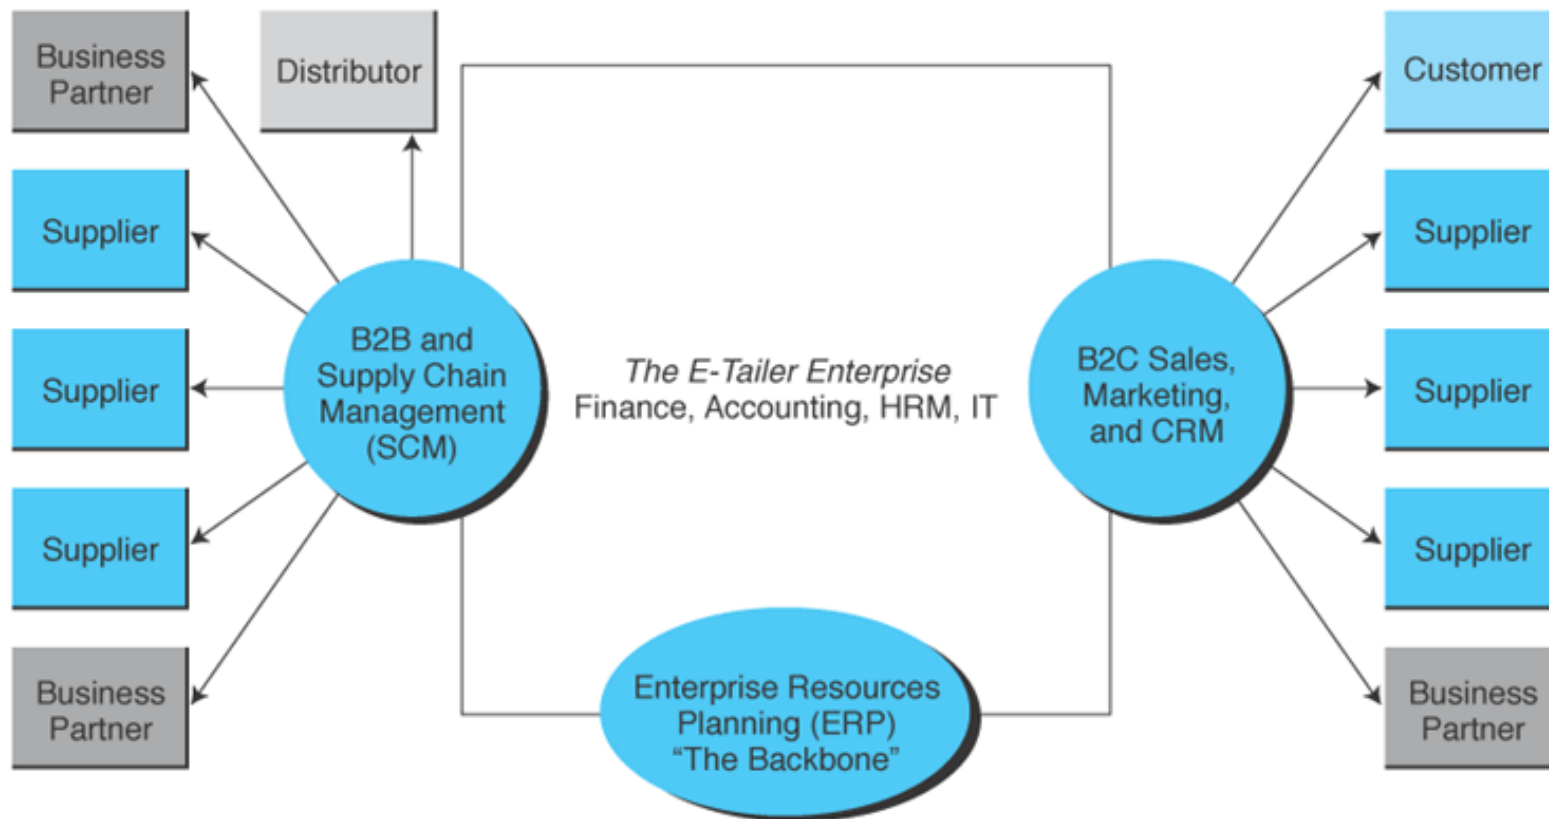 Business
Partner
Distributor
Customer
Supplier
Supplier
B2B and
Supply Chain
Management
(SCM)
Supplier
The E-Tailer Enterprise
Finance, Accounting, HRM, IT
B2C Sales,
Marketing,
and CRM
Supplier
Supplier
Supplier
Business
Partner
Enterprise Resources
Planning (ERP)
“The Backbone”
Business
Partner